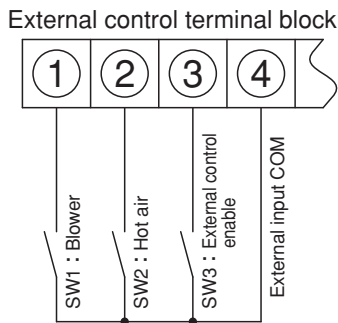 External control terminal block
1 2 3 4
SW1 : Blower
SW2 : Hot air
SW3 : External control
enable
External input COM